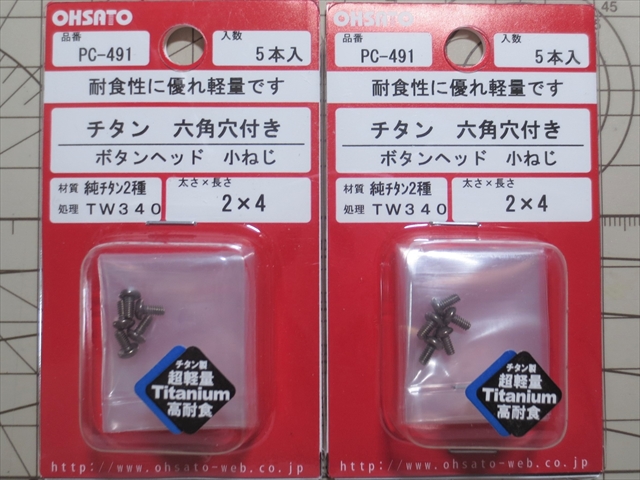 OHSATO
品番
PC-491
入数
5本入
耐食性に優れ軽量です
チタン 六角穴付き
ボタンヘッド 小ねじ
材質 純チタン2種
処理 TW340
太さ×長さ
2×4
チタン製
超軽量
Titanium
高耐食
http://www.ohsato-web.co.jp
OHSATO
品番
PC-491
入数
5本入
耐食性に優れ軽量です
チタン 六角穴付き
ボタンヘッド 小ねじ
材質 純チタン2種
処理 TW340
太さ×長さ
2×4
チタン製
超軽量
Titanium
高耐食
http://www.ohsato-web.co.jp
45